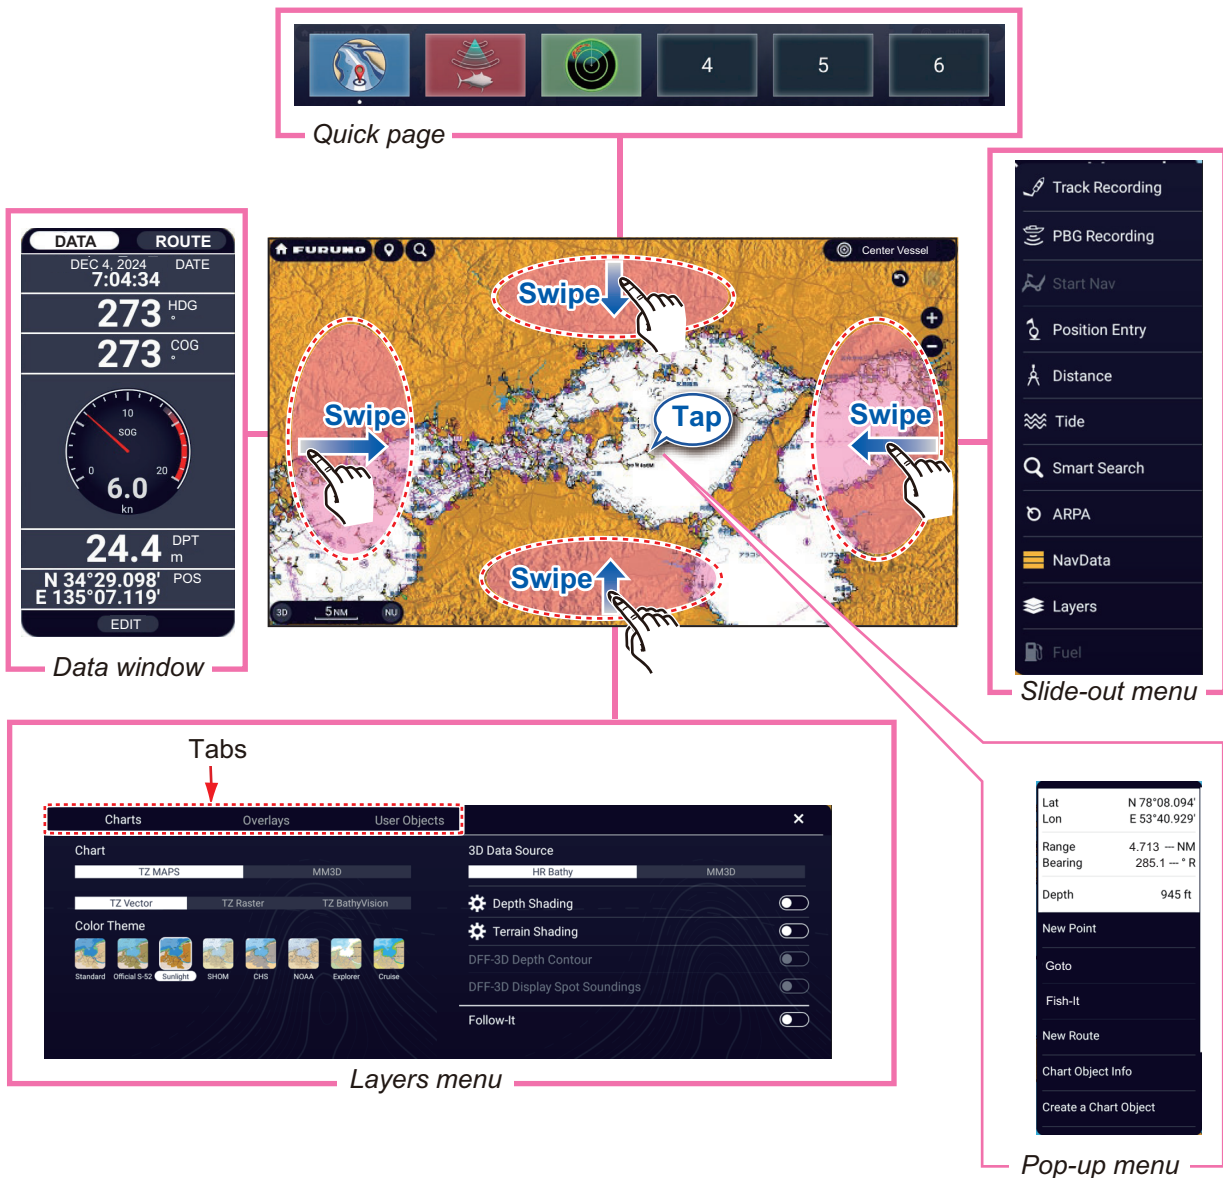 4
5
6
Quick page
DATA
ROUTE
DEC 4, 2024
DATE
7:04:34
273 HDG
°
273 COG
°
10
SOG
0
20
6.0
kn
24.4 DPT
m
N 34°29.098' POS
E 135°07.119'
EDIT
Data window
FURUNO
Center Vessel
Swipe
Swipe
Tap
Swipe
Swipe
3D
5NM
NU
Track Recording
PBG Recording
Start Nav
Position Entry
Distance
Tide
Smart Search
ARPA
NavData
Layers
Fuel
Slide-out menu
Tabs
Charts
Overlays
User Objects
×
Chart
TZ MAPS
MM3D
TZ Vector
TZ Raster
TZ BathyVision
Color Theme
Standard
Official S-52
Sunlight
SHOM
CHS
NOAA
Explorer
Cruise
3D Data Source
HR Bathy
MM3D
Depth Shading
Terrain Shading
DFF-3D Depth Contour
DFF-3D Display Spot Soundings
Follow-It
Layers menu
Lat N 78°08.094'
Lon E 53°40.929'
Range 4.713 --- NM
Bearing 285.1 --- ° R
Depth 945 ft
New Point
Goto
Fish-It
New Route
Chart Object Info
Create a Chart Object
Pop-up menu